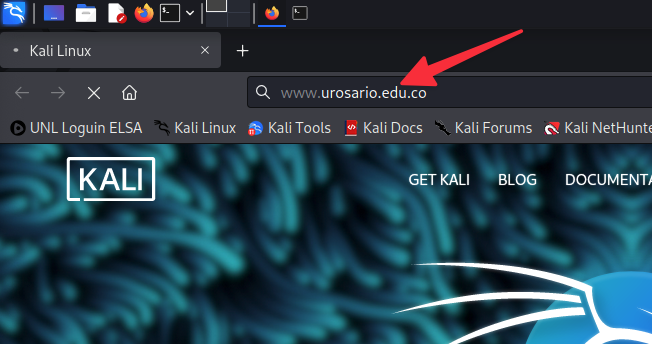 Kali Linux
www.urosario.edu.co
UNL Loguin ELSA Kali Linux Kali Tools Kali Docs Kali Forums Kali NetHunte
KALI GET KALI BLOG DOCUMENTA